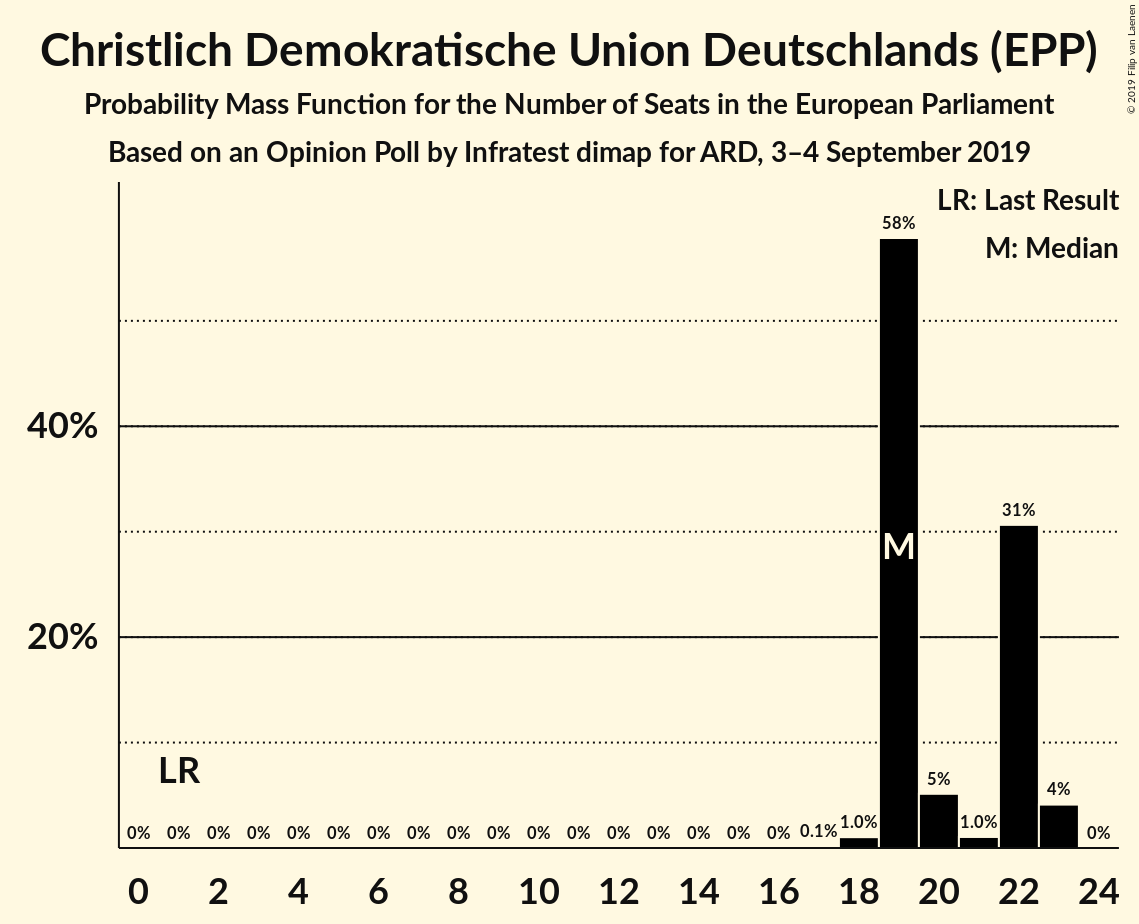 Christlich Demokratische Union Deutschlands (EPP)
Probability Mass Function for the Number of Seats in the European Parliament
Based on an Opinion Poll by Infratest dimap for ARD, 3–4 September 2019
© 2019 Filip van Laenen
LR: Last Result
M: Median
58%
40%
31%
M
20%
LR
5%
4%
0% 0% 0% 0% 0% 0% 0% 0% 0% 0% 0% 0% 0% 0% 0% 0% 0% 0.1% 1.0% 1.0% 0%
0 2 4 6 8 10 12 14 16 18 20 22 24